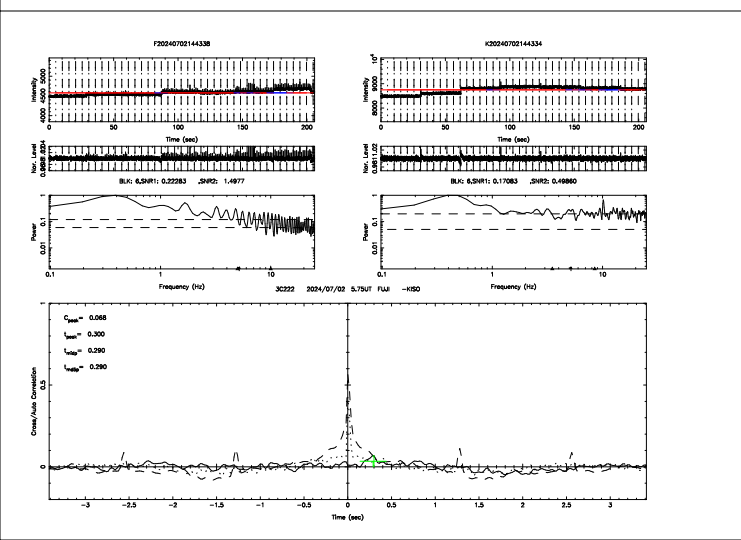 F20240702144338
K20240702144334
Intensity
5000
4500
4000
0
50
100
150
200
Time (sec)
Intensity
10⁴
9000
8000
0
50
100
150
200
Time (sec)
Nor. Level
Nor. Level
BLK: 6,SNR1: 0.22283 ,SNR2: 1.4977
BLK: 6,SNR1: 0.17083 ,SNR2: 0.49860
Power
1
0.1
0.01
0.1
1
10
Frequency (Hz)
Power
1
0.1
0.01
0.1
1
10
Frequency (Hz)
3C222 2024/07/02 5.75UT FUJI -KISO
Cross/Auto Correlation
1
0.5
0
C_peak= 0.068
t_peak= 0.300
t_midp= 0.290
-3
-2.5
-2
-1.5
-1
-0.5
0
0.5
1
1.5
2
2.5
3
Time (sec)